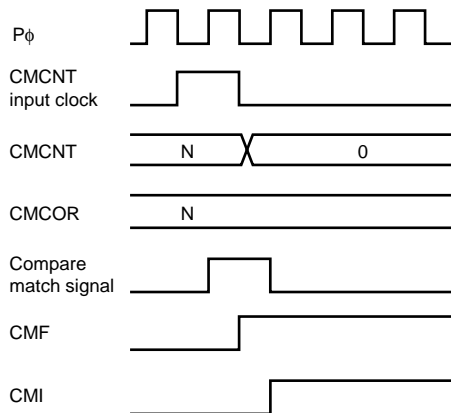 Pϕ
CMCNT
input clock
CMCNT N 0
CMCOR N
Compare
match signal
CMF
CMI